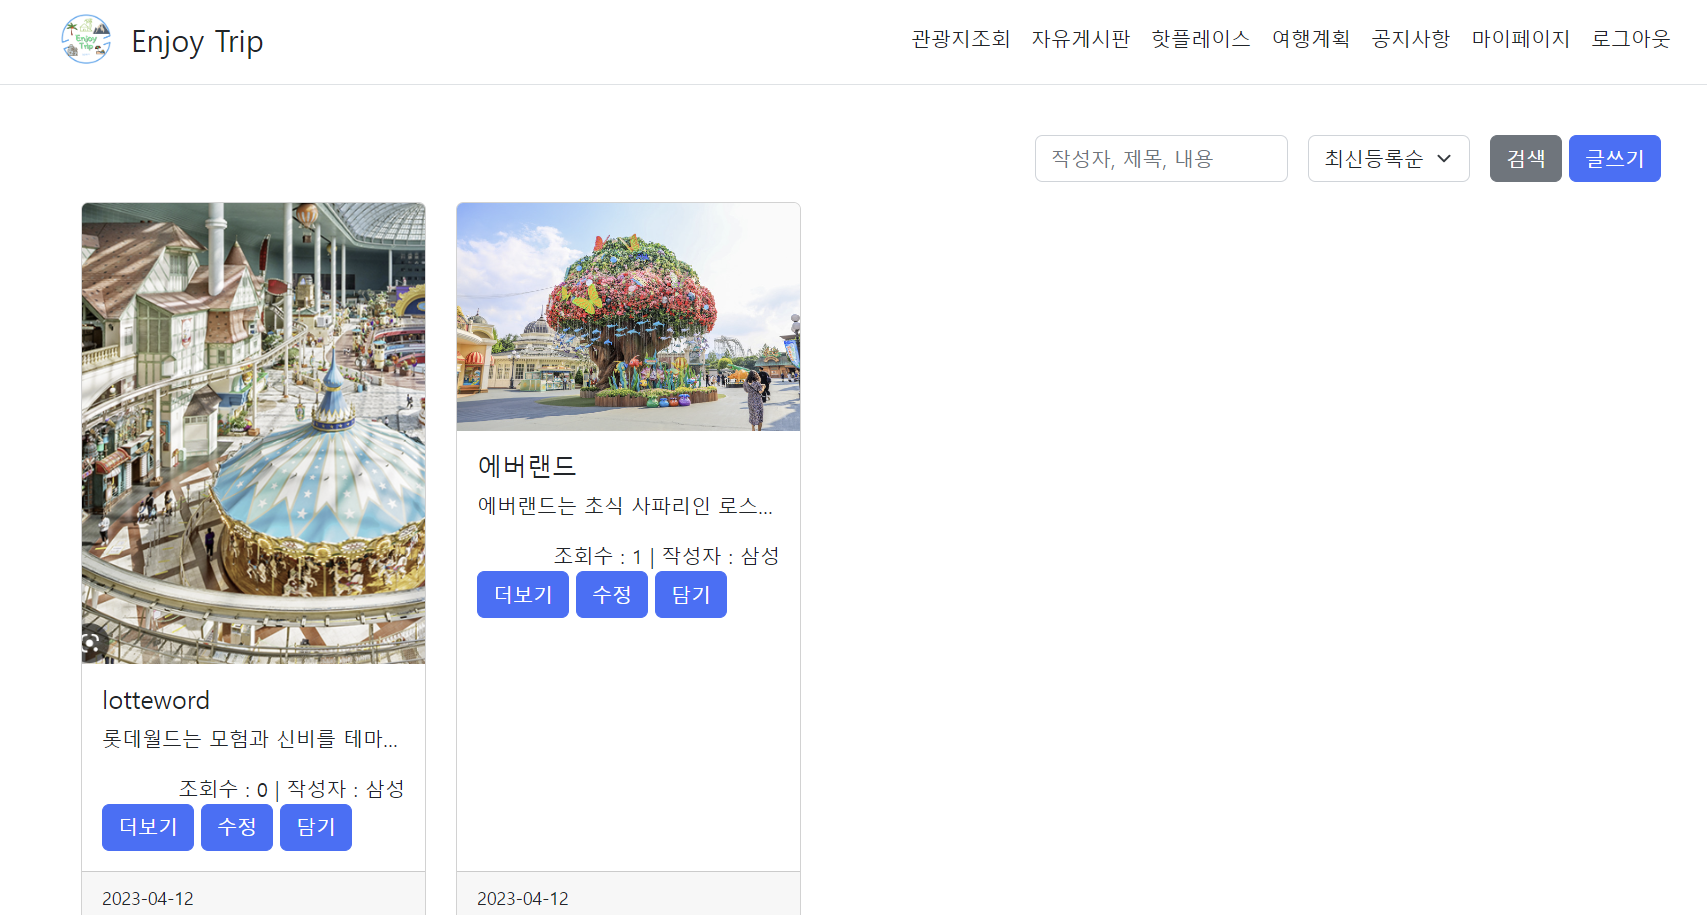 Enjoy Trip
Enjoy Trip
관광지조회 자유게시판 핫플레이스 여행계획 공지사항 마이페이지 로그아웃
작성자, 제목, 내용 최신등록순 검색 글쓰기
lotteword
롯데월드는 모험과 신비를 테마...
조회수 : 0 | 작성자 : 삼성
더보기 수정 담기
2023-04-12
에버랜드
에버랜드는 초식 사파리인 로스...
조회수 : 1 | 작성자 : 삼성
더보기 수정 담기
2023-04-12